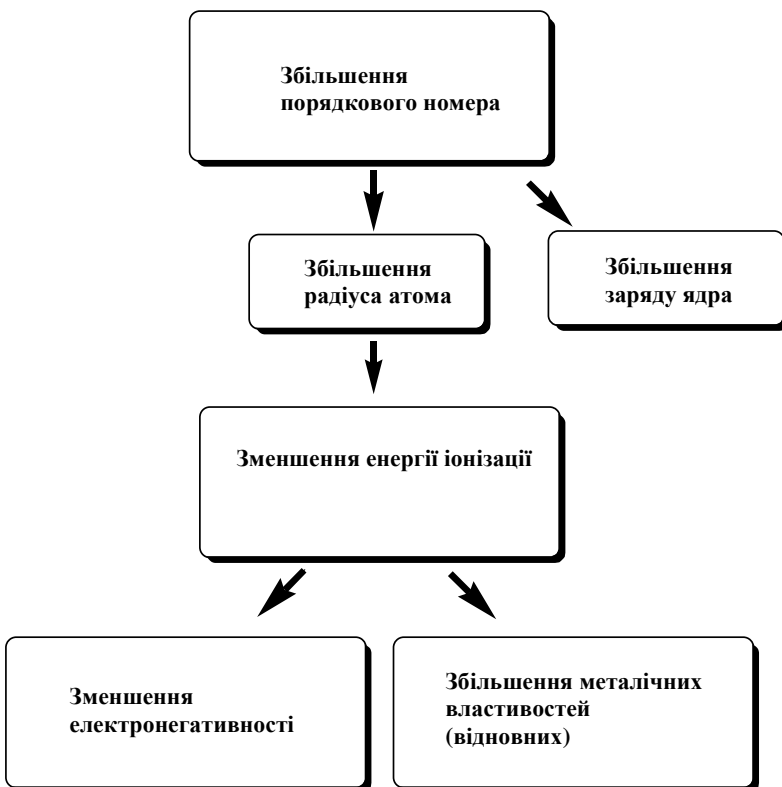 Збільшення
порядкового номера
Збільшення
радіуса атома
Збільшення
заряду ядра
Зменшення енергії іонізації
Зменшення
електронегативності
Збільшення металічних
властивостей
(відновних)